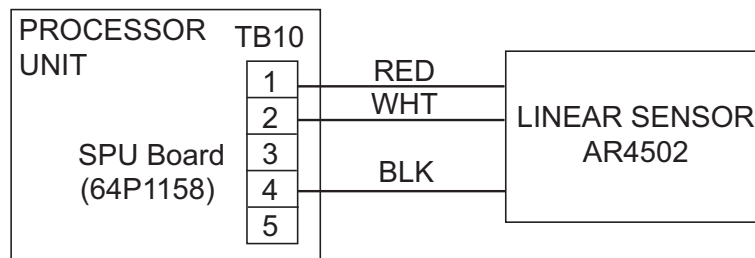 PROCESSOR
UNIT
TB10
1
2
3
4
5
SPU Board
(64P1158)
RED
WHT
BLK
LINEAR SENSOR
AR4502